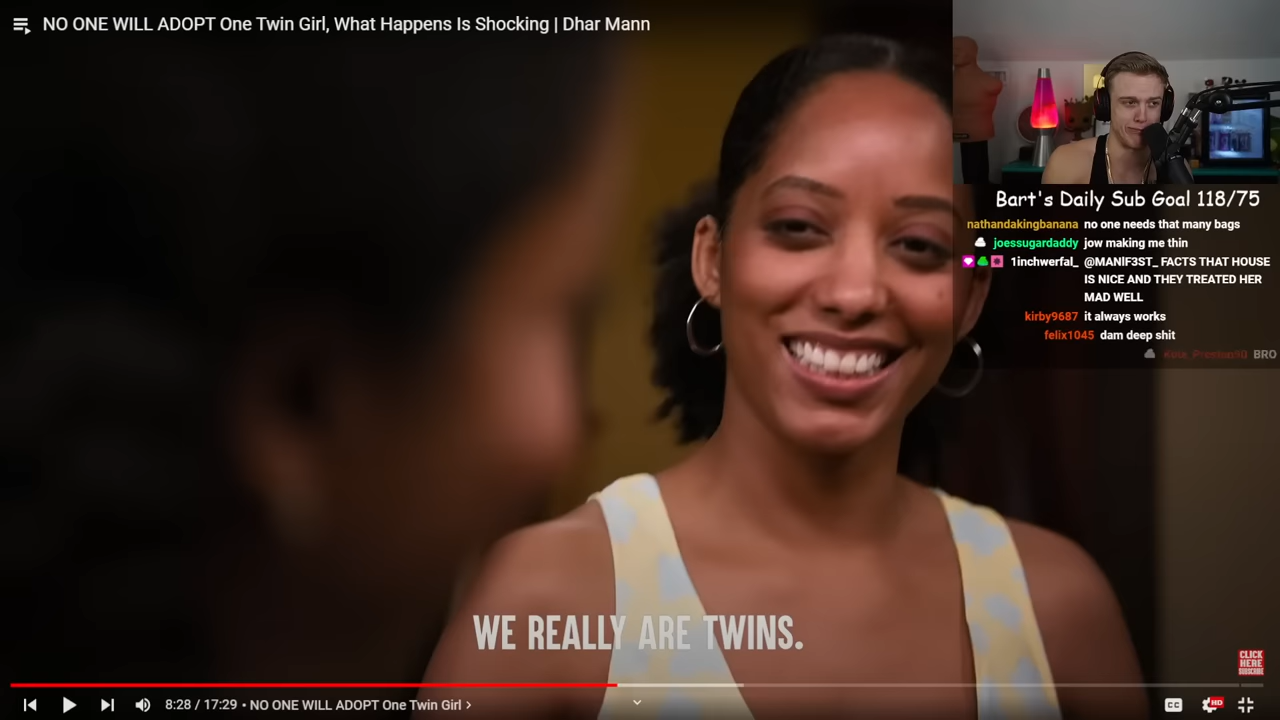 NO ONE WILL ADOPT One Twin Girl, What Happens Is Shocking | Dhar Mann
Bart's Daily Sub Goal 118/75
nathandakingbanana no one needs that many bags
joessugardaddy jow making me thin
1inchwerfal_ @MANIF3ST_ FACTS THAT HOUSE
IS NICE AND THEY TREATED HER
MAD WELL
kirby9687 it always works
felix1045 dam deep shit
BRO
WE REALLY ARE TWINS.
CLICK
HERE
SUBSCRIBE
8:28 / 17:29 • NO ONE WILL ADOPT One Twin Girl
CC
HD